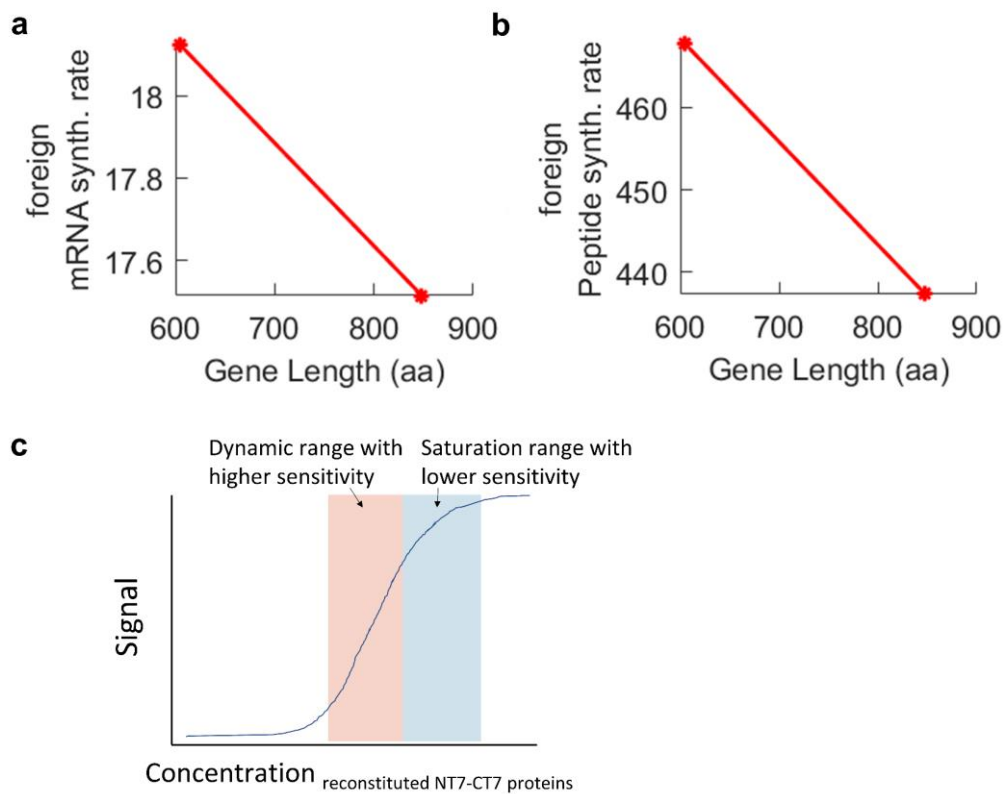 a
foreign
mRNA synth. rate
18
17.8
17.6
600 700 800 900
Gene Length (aa)
b
foreign
Peptide synth. rate
460
450
440
600 700 800 900
Gene Length (aa)
c
Dynamic range with
higher sensitivity
Saturation range with
lower sensitivity
Signal
Concentration reconstituted NT7-CT7 proteins